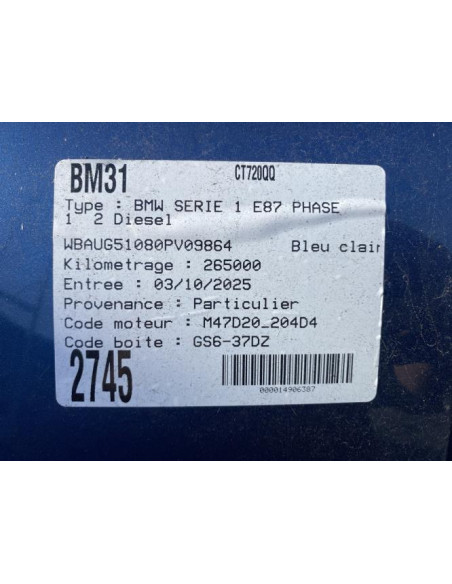 BM31 CT720QQ
Type : BMW SERIE 1 E87 PHASE
1 2 Diesel
WBAUG51080PV09864 Bleu clair
Kilometrage : 265000
Entree : 03/10/2025
Provenance : Particulier
Code moteur : M47D20_204D4
Code boite : GS6-37DZ
2745
000014906387